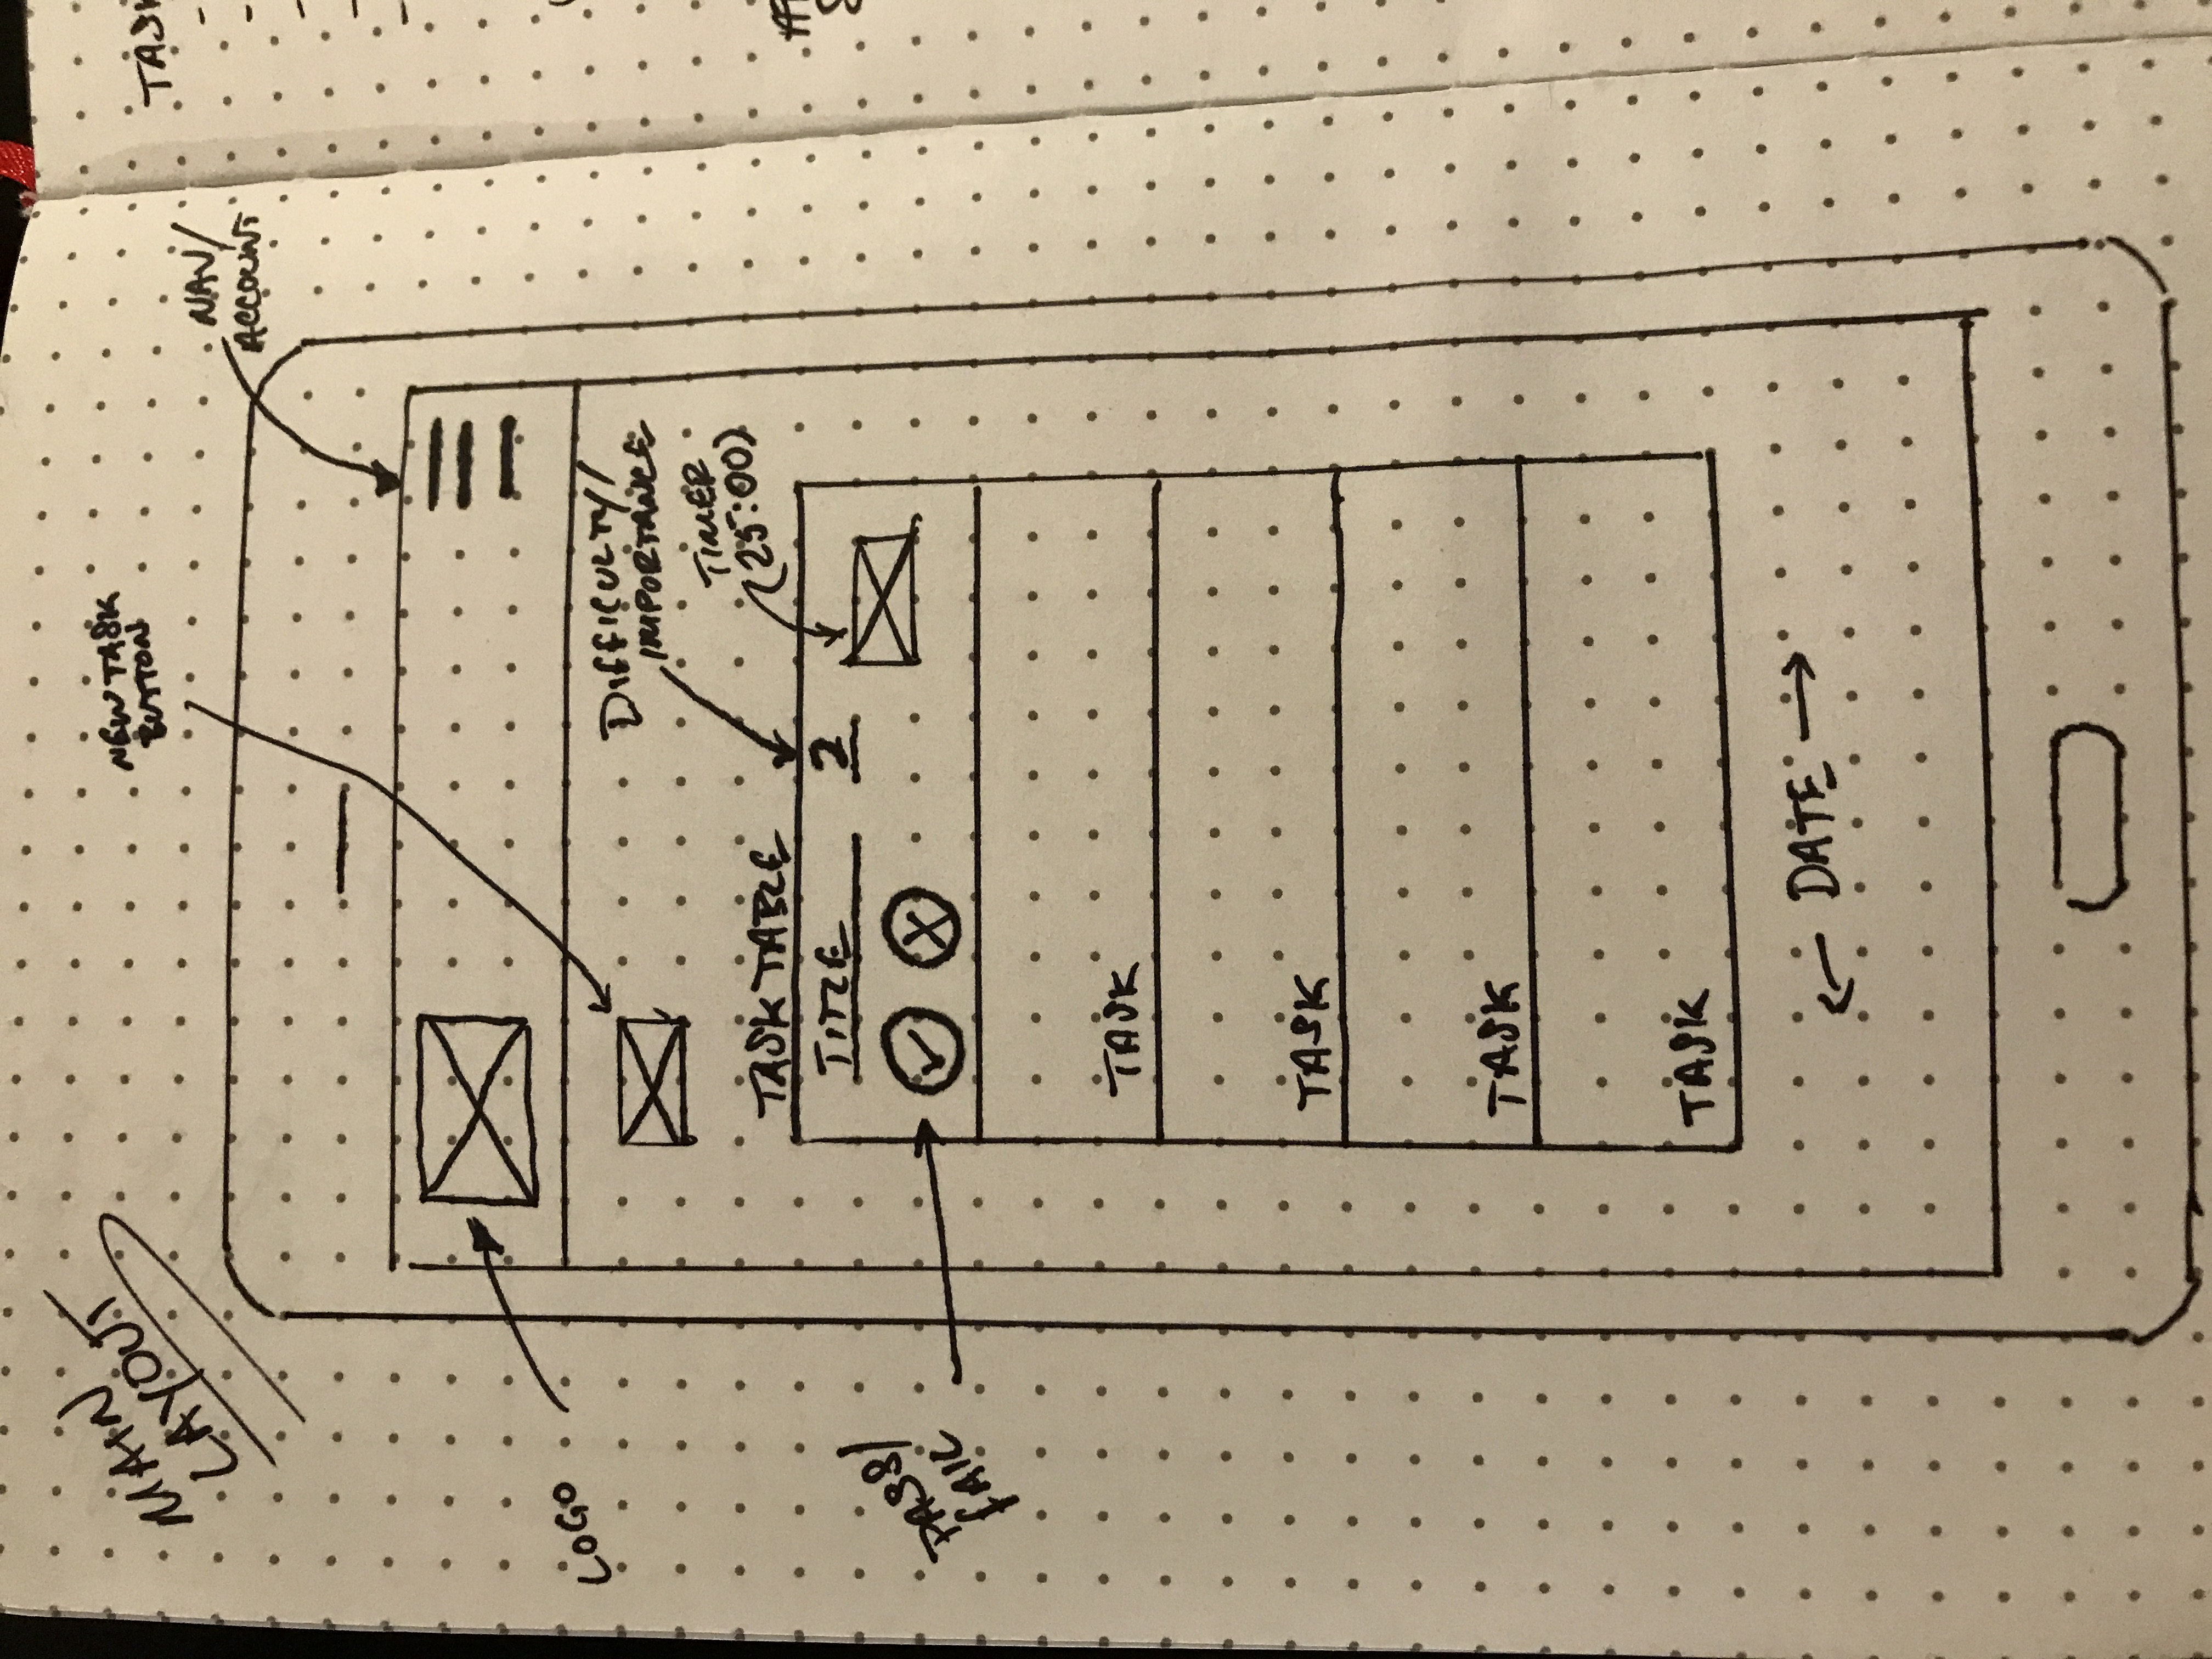 MAIN
LAYOUT
NEW TASK
BUTTON
NAV/
ACCOUNT
LOGO
DIFFICULTY/
IMPORTANCE
TIMER
(25:00)
TASK TABLE
TITLE
2
PASS/
FAIL
TASK
TASK
TASK
TASK
← DATE →
TASK